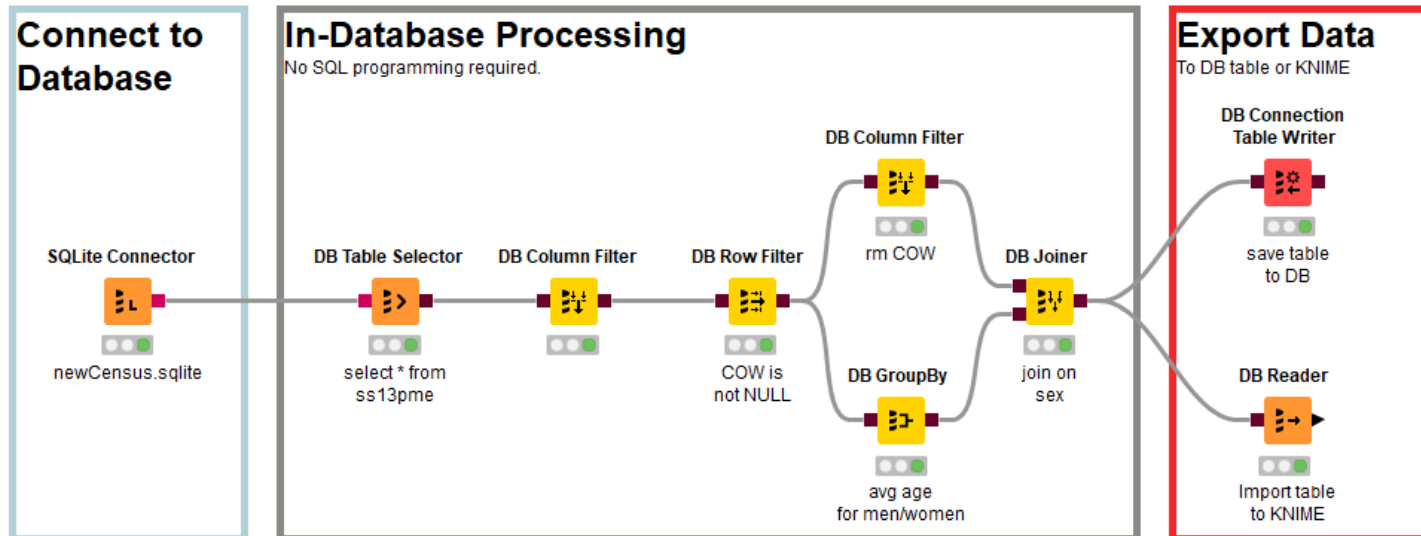 Connect to
Database
In-Database Processing
No SQL programming required.
Export Data
To DB table or KNIME
DB Connection
Table Writer
save table
to DB
DB Column Filter
rm COW
SQLite Connector
newCensus.sqlite
DB Table Selector
select * from
ss13pme
DB Column Filter
DB Row Filter
COW is
not NULL
DB Joiner
join on
sex
DB GroupBy
avg age
for men/women
DB Reader
Import table
to KNIME